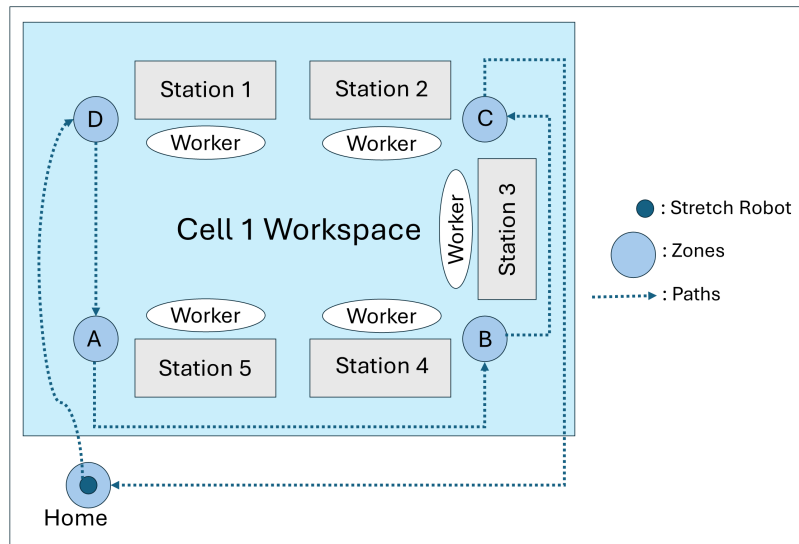 Station 1
Station 2
D
C
Worker
Worker
Worker
Station 3
Cell 1 Workspace
: Stretch Robot
: Zones
: Paths
Worker
Worker
A
B
Station 5
Station 4
Home